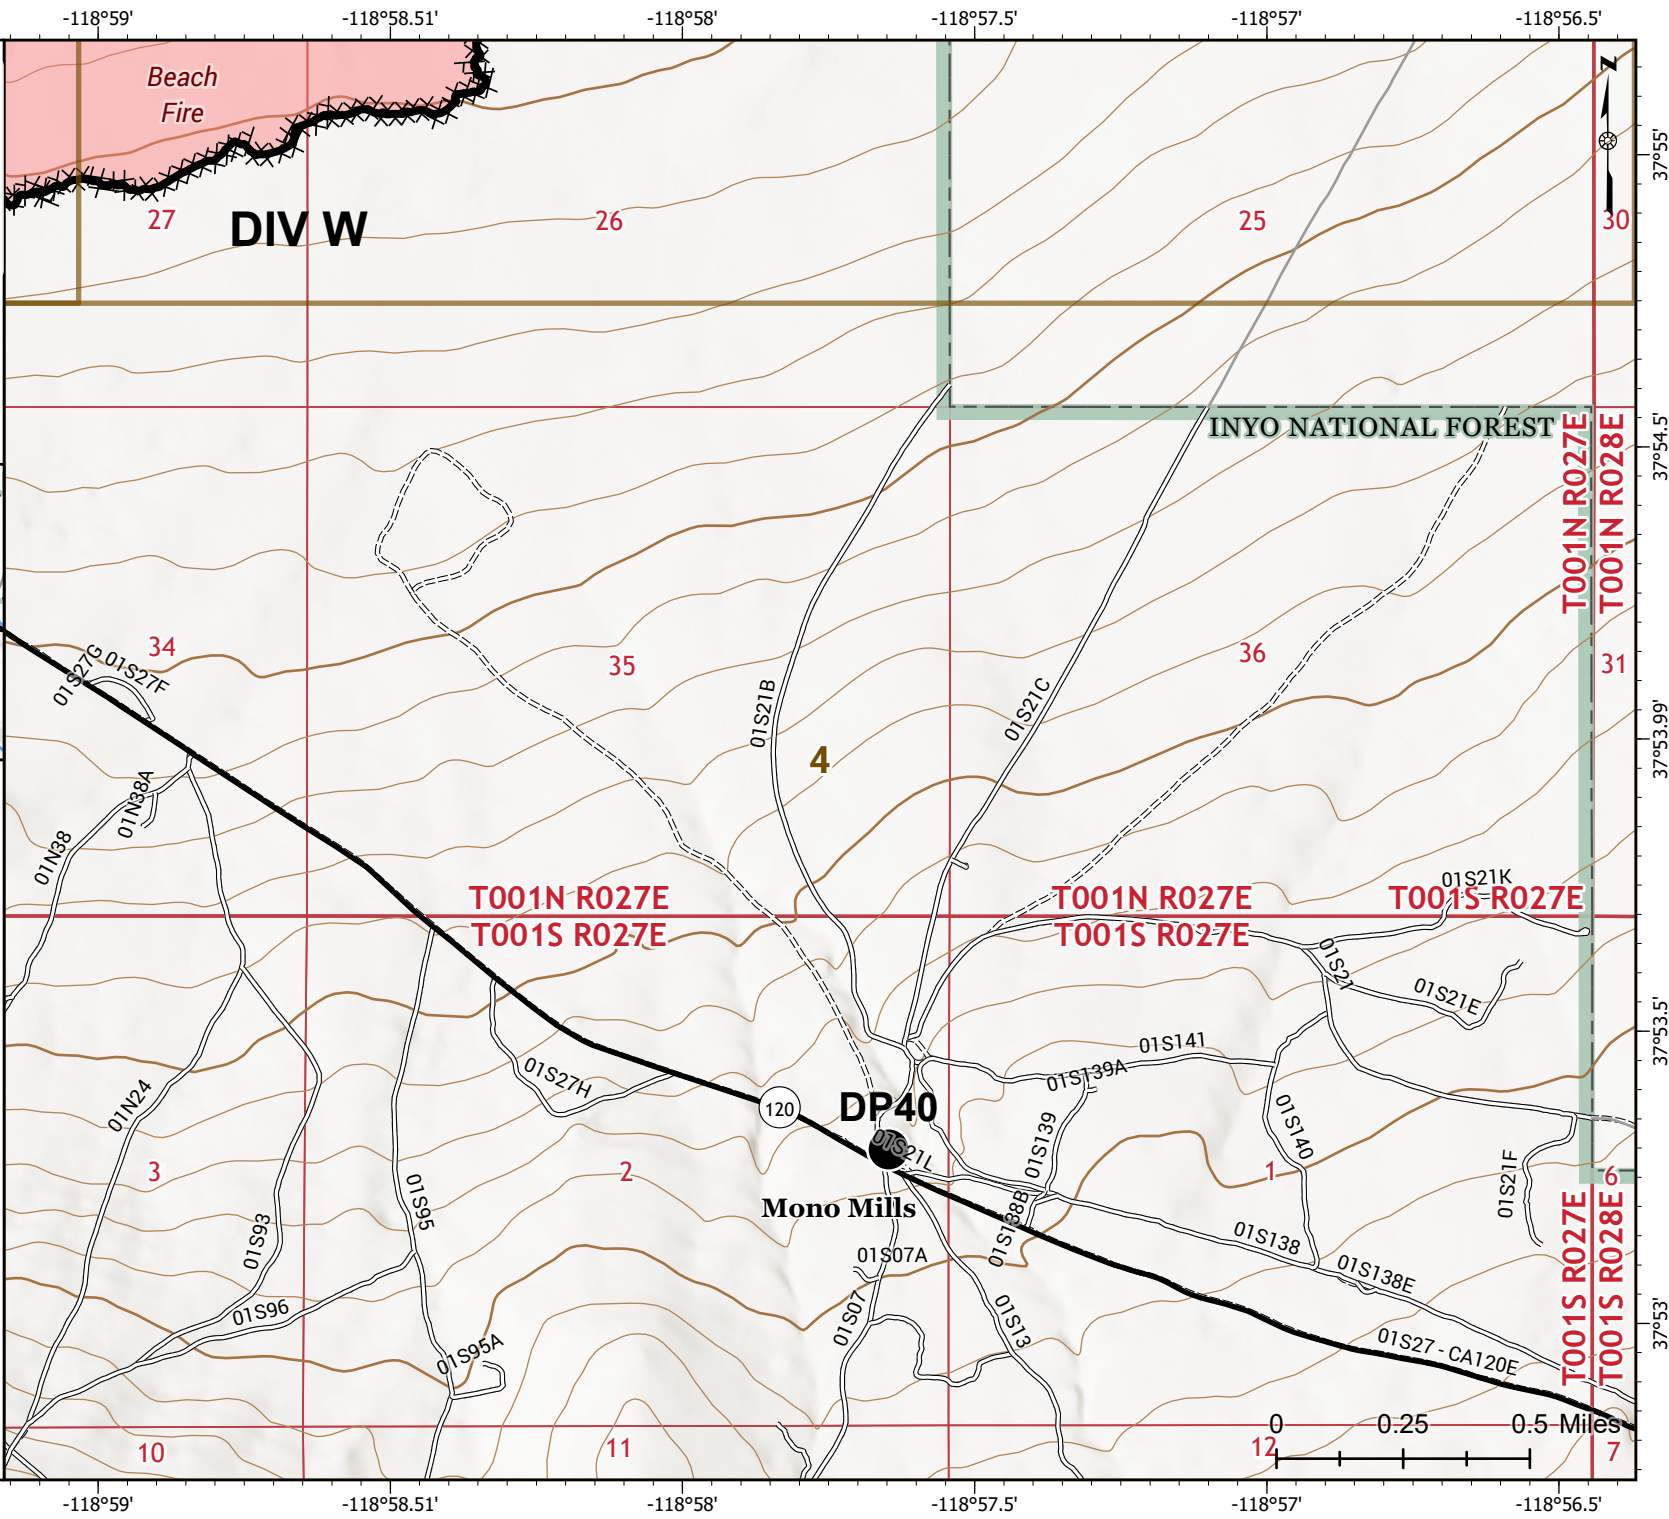 -118°59' -118°58.51' -118°58' -118°57.5' -118°57' -118°56.5'
Beach
Fire
N
37°55'
27
DIV W
26
25
30
INYO NATIONAL FOREST
37°54.5'
T001N R027E
T001N R028E
34
35
36
31
01S27G
01S27F
01S21B
01S21C
37°53.99'
4
01N38A
01N38
01S21K
T001N R027E
T001N R027E
T001S R027E
T001S R027E
T001S R027E
01S21
01S21E
37°53.5'
01S141
01S139A
01S27H
01N24
120
DP40
01S21L
01S139
01S140
3
2
1
6
01S21F
01S95
Mono Mills
01S188B
01S93
01S07A
01S138
01S138E
T001S R027E
T001S R028E
01S96
01S07
01S13
37°53'
01S95A
01S27 - CA120E
0 0.25 0.5 Miles
10
11
12
7
-118°59' -118°58.51' -118°58' -118°57.5' -118°57' -118°56.5'